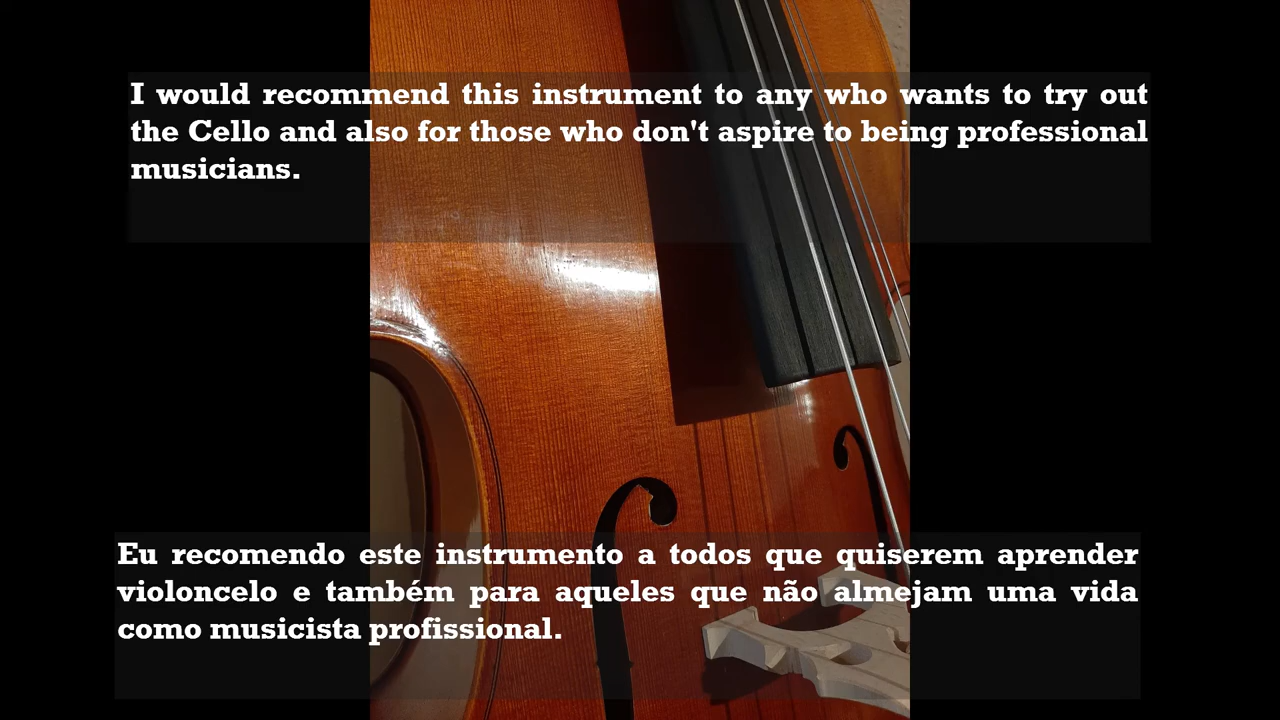 I would recommend this instrument to any who wants to try out
the Cello and also for those who don't aspire to being professional
musicians.
Eu recomendo este instrumento a todos que quiserem aprender
violoncelo e também para aqueles que não almejam uma vida
como musicista profissional.